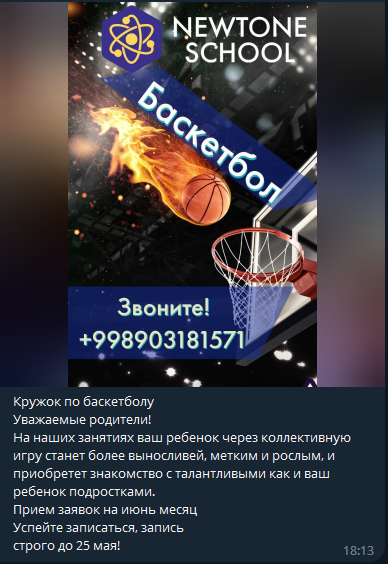 NEWTONE
SCHOOL
Баскетбол
Звоните!
+998903181571
Кружок по баскетболу
Уважаемые родители!
На наших занятиях ваш ребенок через коллективную
игру станет более выносливей, метким и рослым, и
приобретет знакомство с талантливыми как и ваш
ребенок подростками.
Прием заявок на июнь месяц
Успейте записаться, запись
строго до 25 мая!
18:13